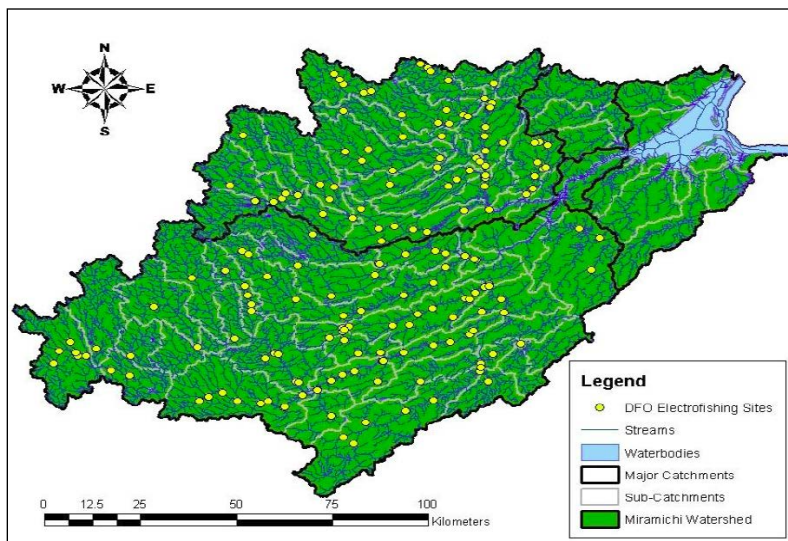 N
W E
S
Legend
DFO Electrofishing Sites
Streams
Waterbodies
Major Catchments
Sub-Catchments
Miramichi Watershed
0 12.5 25 50 75 100
Kilometers